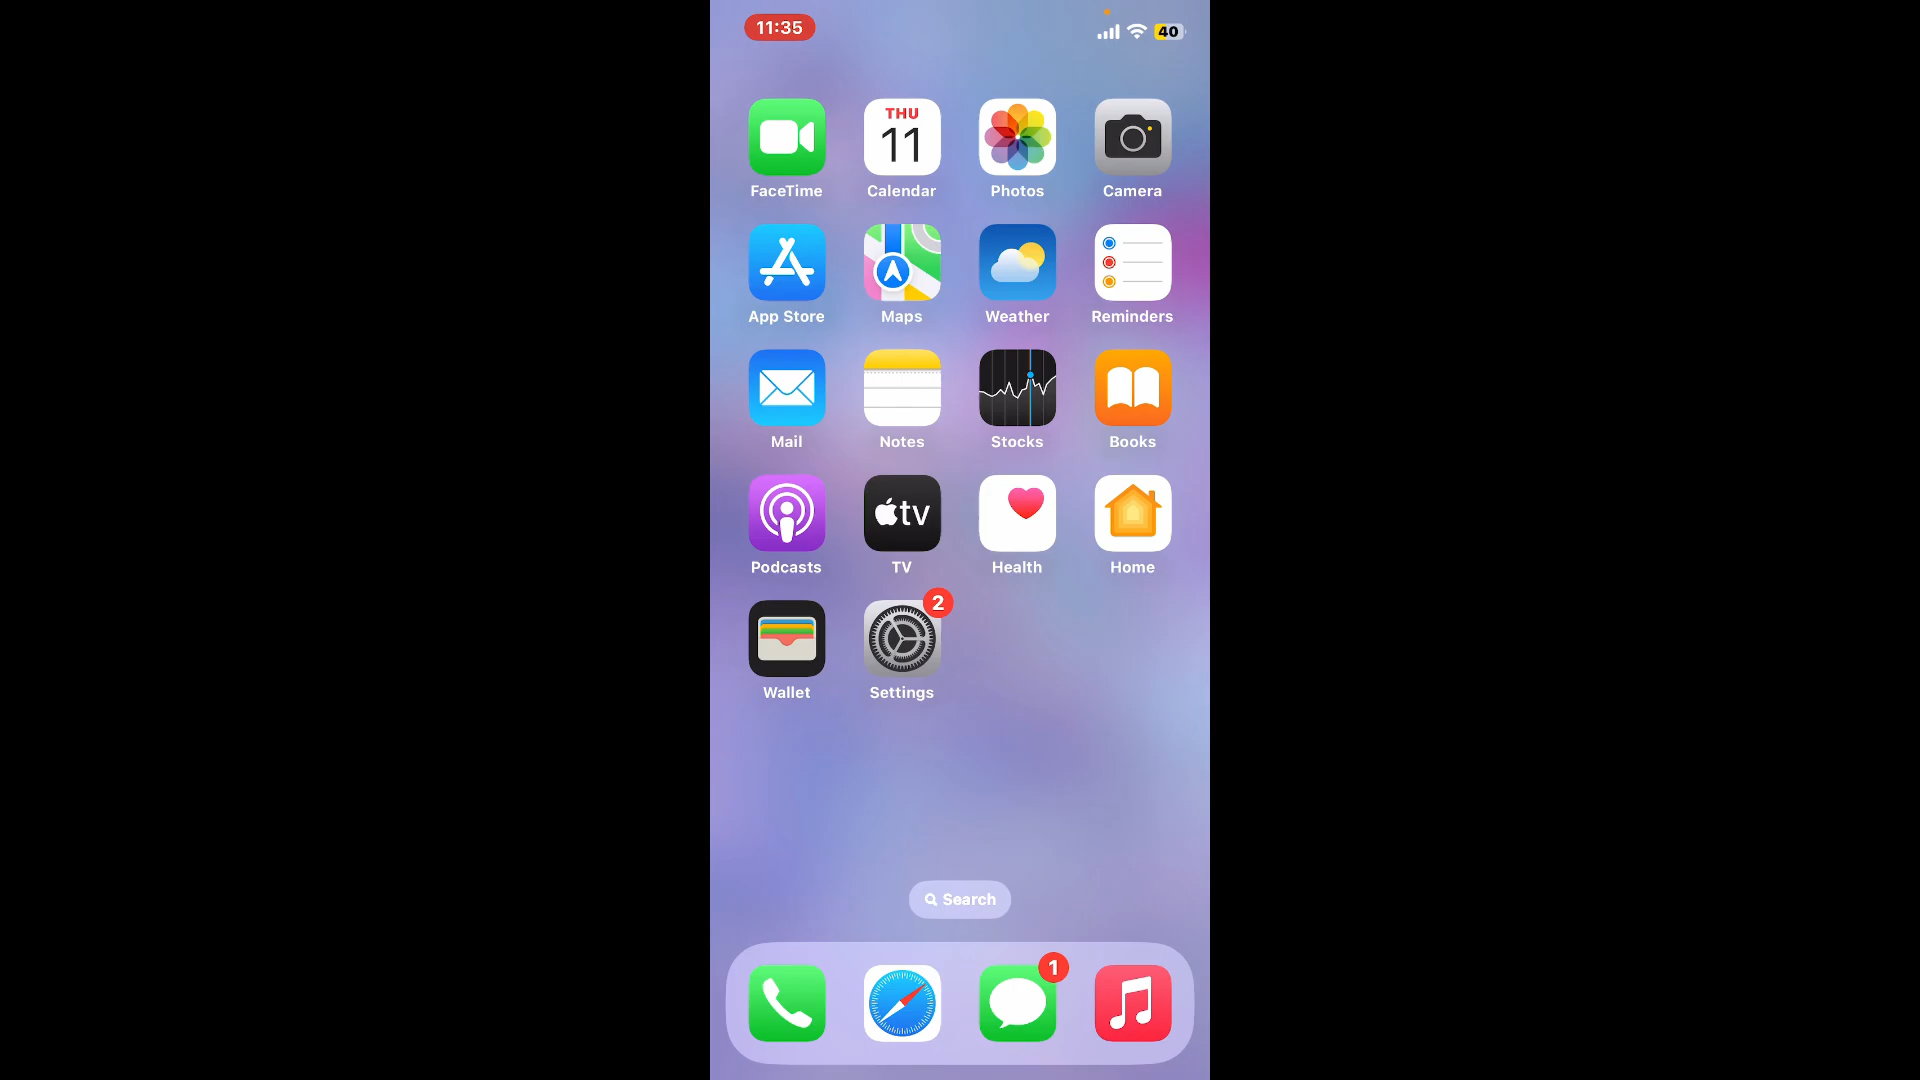 11:35
40
THU
11
FaceTime Calendar Photos Camera
App Store Maps Weather Reminders
Mail Notes Stocks Books
tv
Podcasts TV Health Home
2
Wallet Settings
Search
1